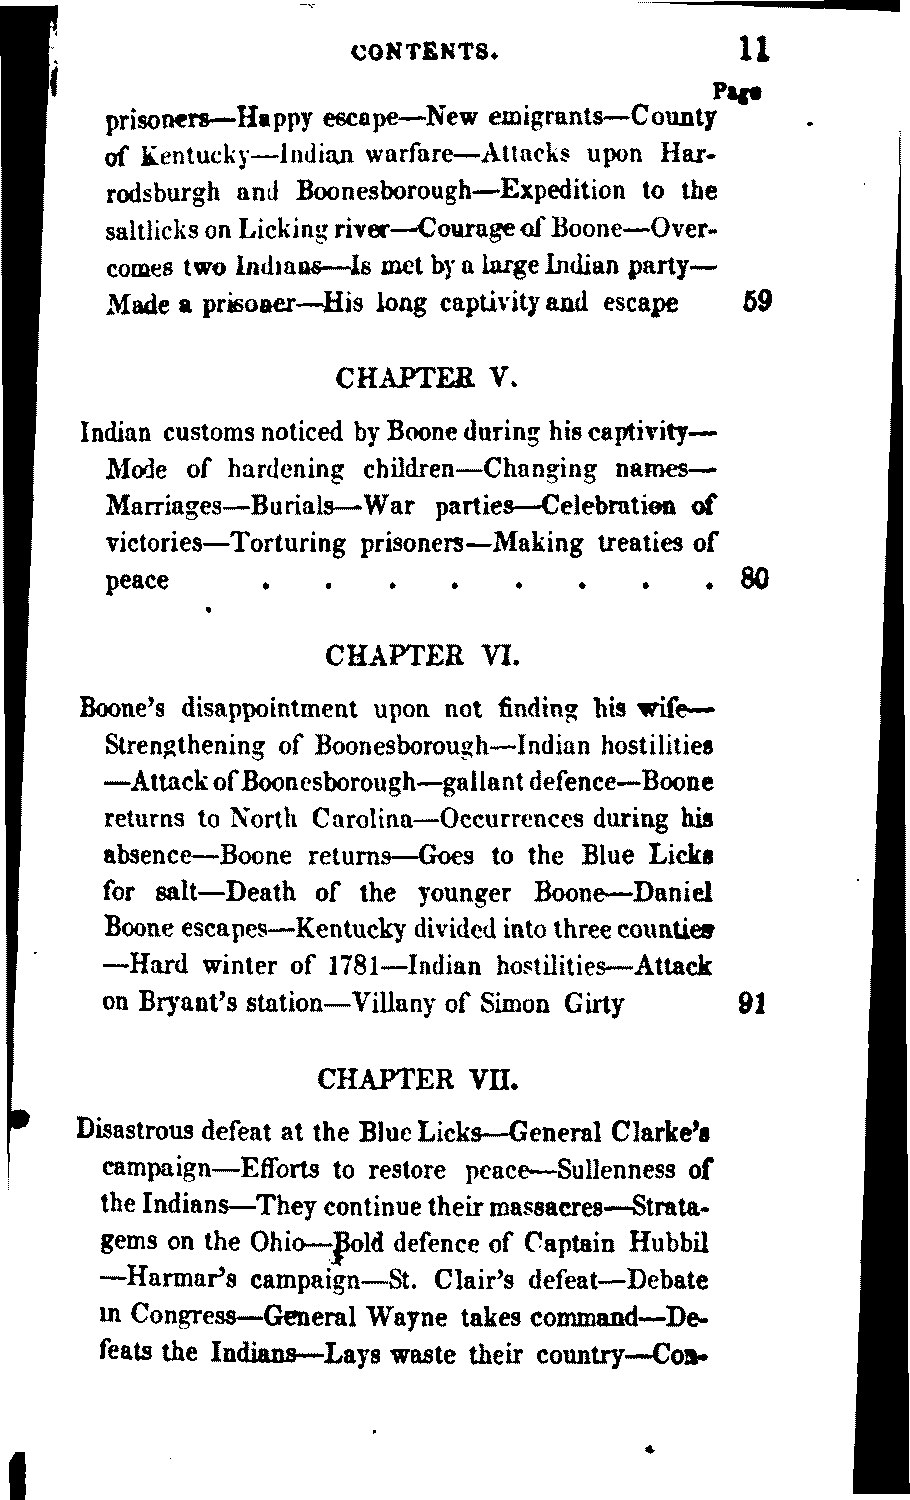 CONTENTS. 11
Page
prisoners—Happy escape—New emigrants—County
of Kentucky—Indian warfare—Attacks upon Har-
rodsburgh and Boonesborough—Expedition to the
saltlicks on Licking river—Courage of Boone—Over-
comes two Indians—Is met by a large Indian party—
Made a prisoner—His long captivity and escape 59
CHAPTER V.
Indian customs noticed by Boone during his captivity—
Mode of hardening children—Changing names—
Marriages—Burials—War parties—Celebration of
victories—Torturing prisoners—Making treaties of
peace . . . . . . . . 80
CHAPTER VI.
Boone's disappointment upon not finding his wife—
Strengthening of Boonesborough—Indian hostilities
—Attack of Boonesborough—gallant defence—Boone
returns to North Carolina—Occurrences during his
absence—Boone returns—Goes to the Blue Licks
for salt—Death of the younger Boone—Daniel
Boone escapes—Kentucky divided into three counties
—Hard winter of 1781—Indian hostilities—Attack
on Bryant's station—Villany of Simon Girty 91
CHAPTER VII.
Disastrous defeat at the Blue Licks—General Clarke's
campaign—Efforts to restore peace—Sullenness of
the Indians—They continue their massacres—Strata-
gems on the Ohio—Bold defence of Captain Hubbil
—Harmar's campaign—St. Clair's defeat—Debate
in Congress—General Wayne takes command—De-
feats the Indians—Lays waste their country—Con-